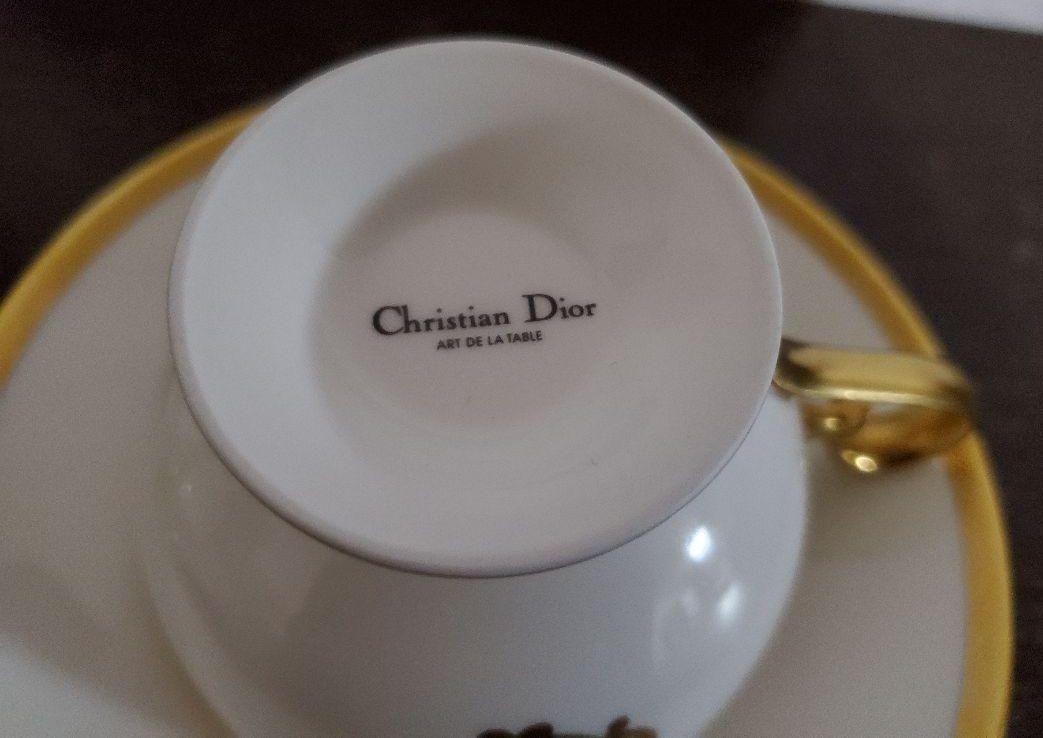 Christian Dior
ART DE LA TABLE